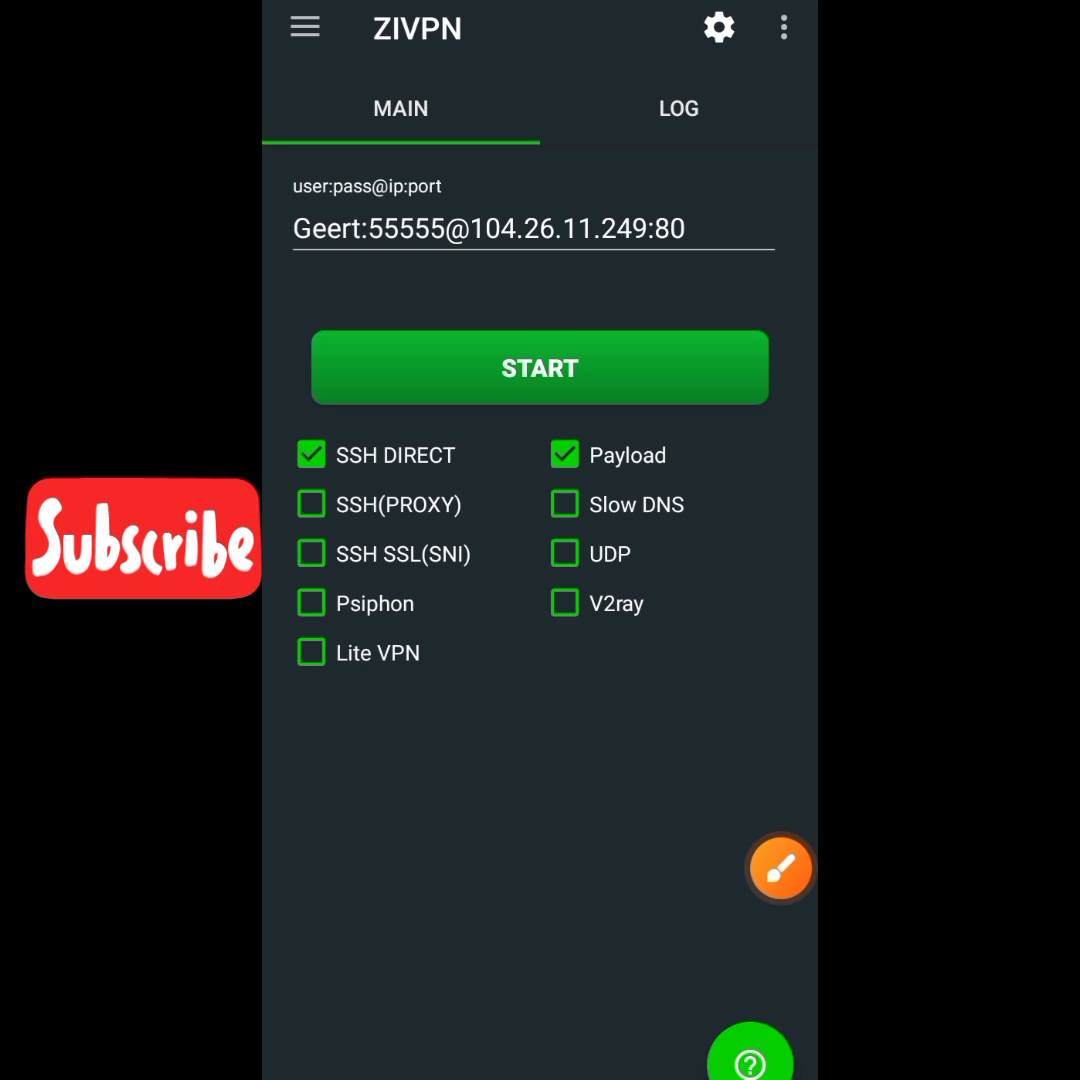 ZIVPN
MAIN LOG
user:pass@ip:port
Geert:55555@104.26.11.249:80
START
SSH DIRECT Payload
SSH(PROXY) Slow DNS
Subscribe
SSH SSL(SNI) UDP
Psiphon V2ray
Lite VPN
?